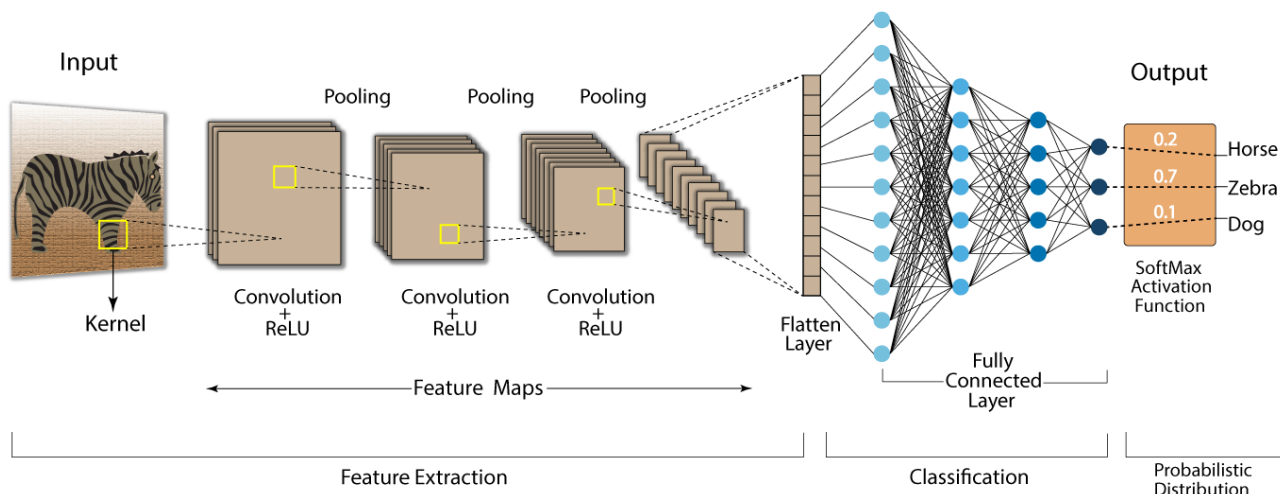 Input
Pooling
Pooling
Pooling
Output
0.2
Horse
0.7
Zebra
0.1
Dog
Kernel
Convolution
+
ReLU
Convolution
+
ReLU
Convolution
+
ReLU
Flatten
Layer
SoftMax
Activation
Function
Feature Maps
Fully
Connected
Layer
Feature Extraction
Classification
Probabilistic
Distribution